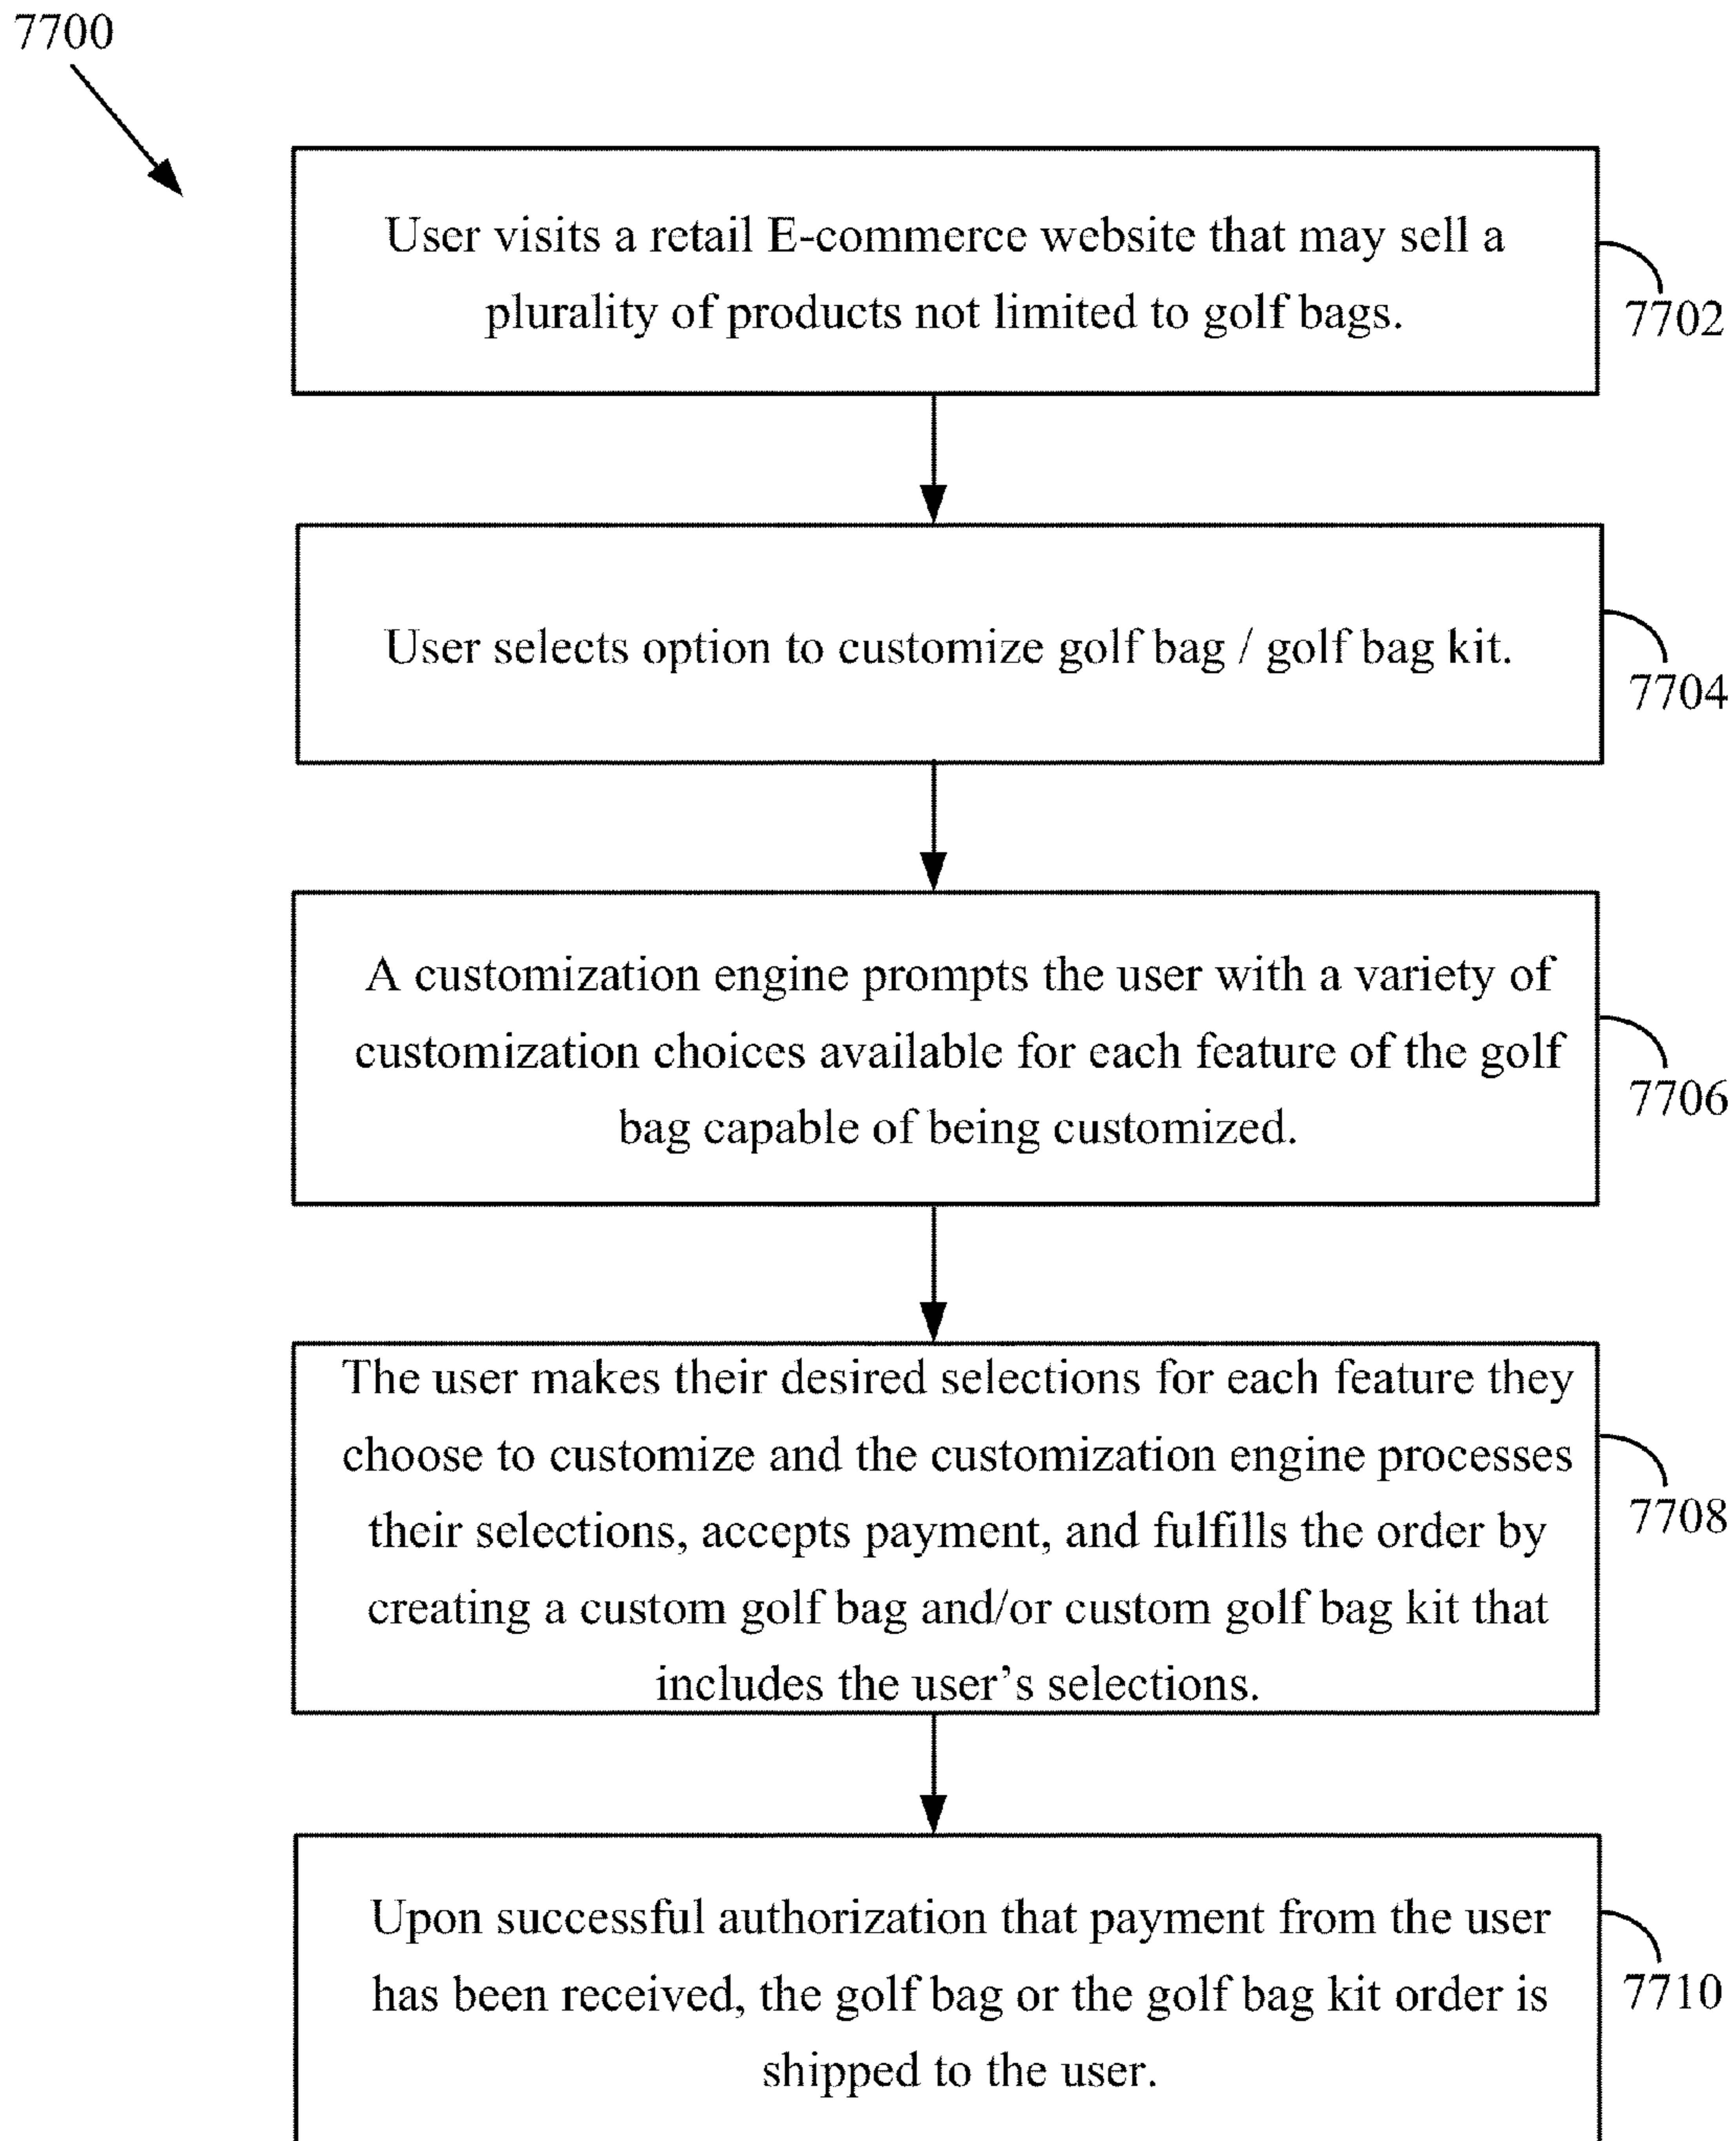 7700
User visits a retail E-commerce website that may sell a
plurality of products not limited to golf bags.
7702
User selects option to customize golf bag / golf bag kit.
7704
A customization engine prompts the user with a variety of
customization choices available for each feature of the golf
bag capable of being customized.
7706
The user makes their desired selections for each feature they
choose to customize and the customization engine processes
their selections, accepts payment, and fulfills the order by
creating a custom golf bag and/or custom golf bag kit that
includes the user’s selections.
7708
Upon successful authorization that payment from the user
has been received, the golf bag or the golf bag kit order is
shipped to the user.
7710